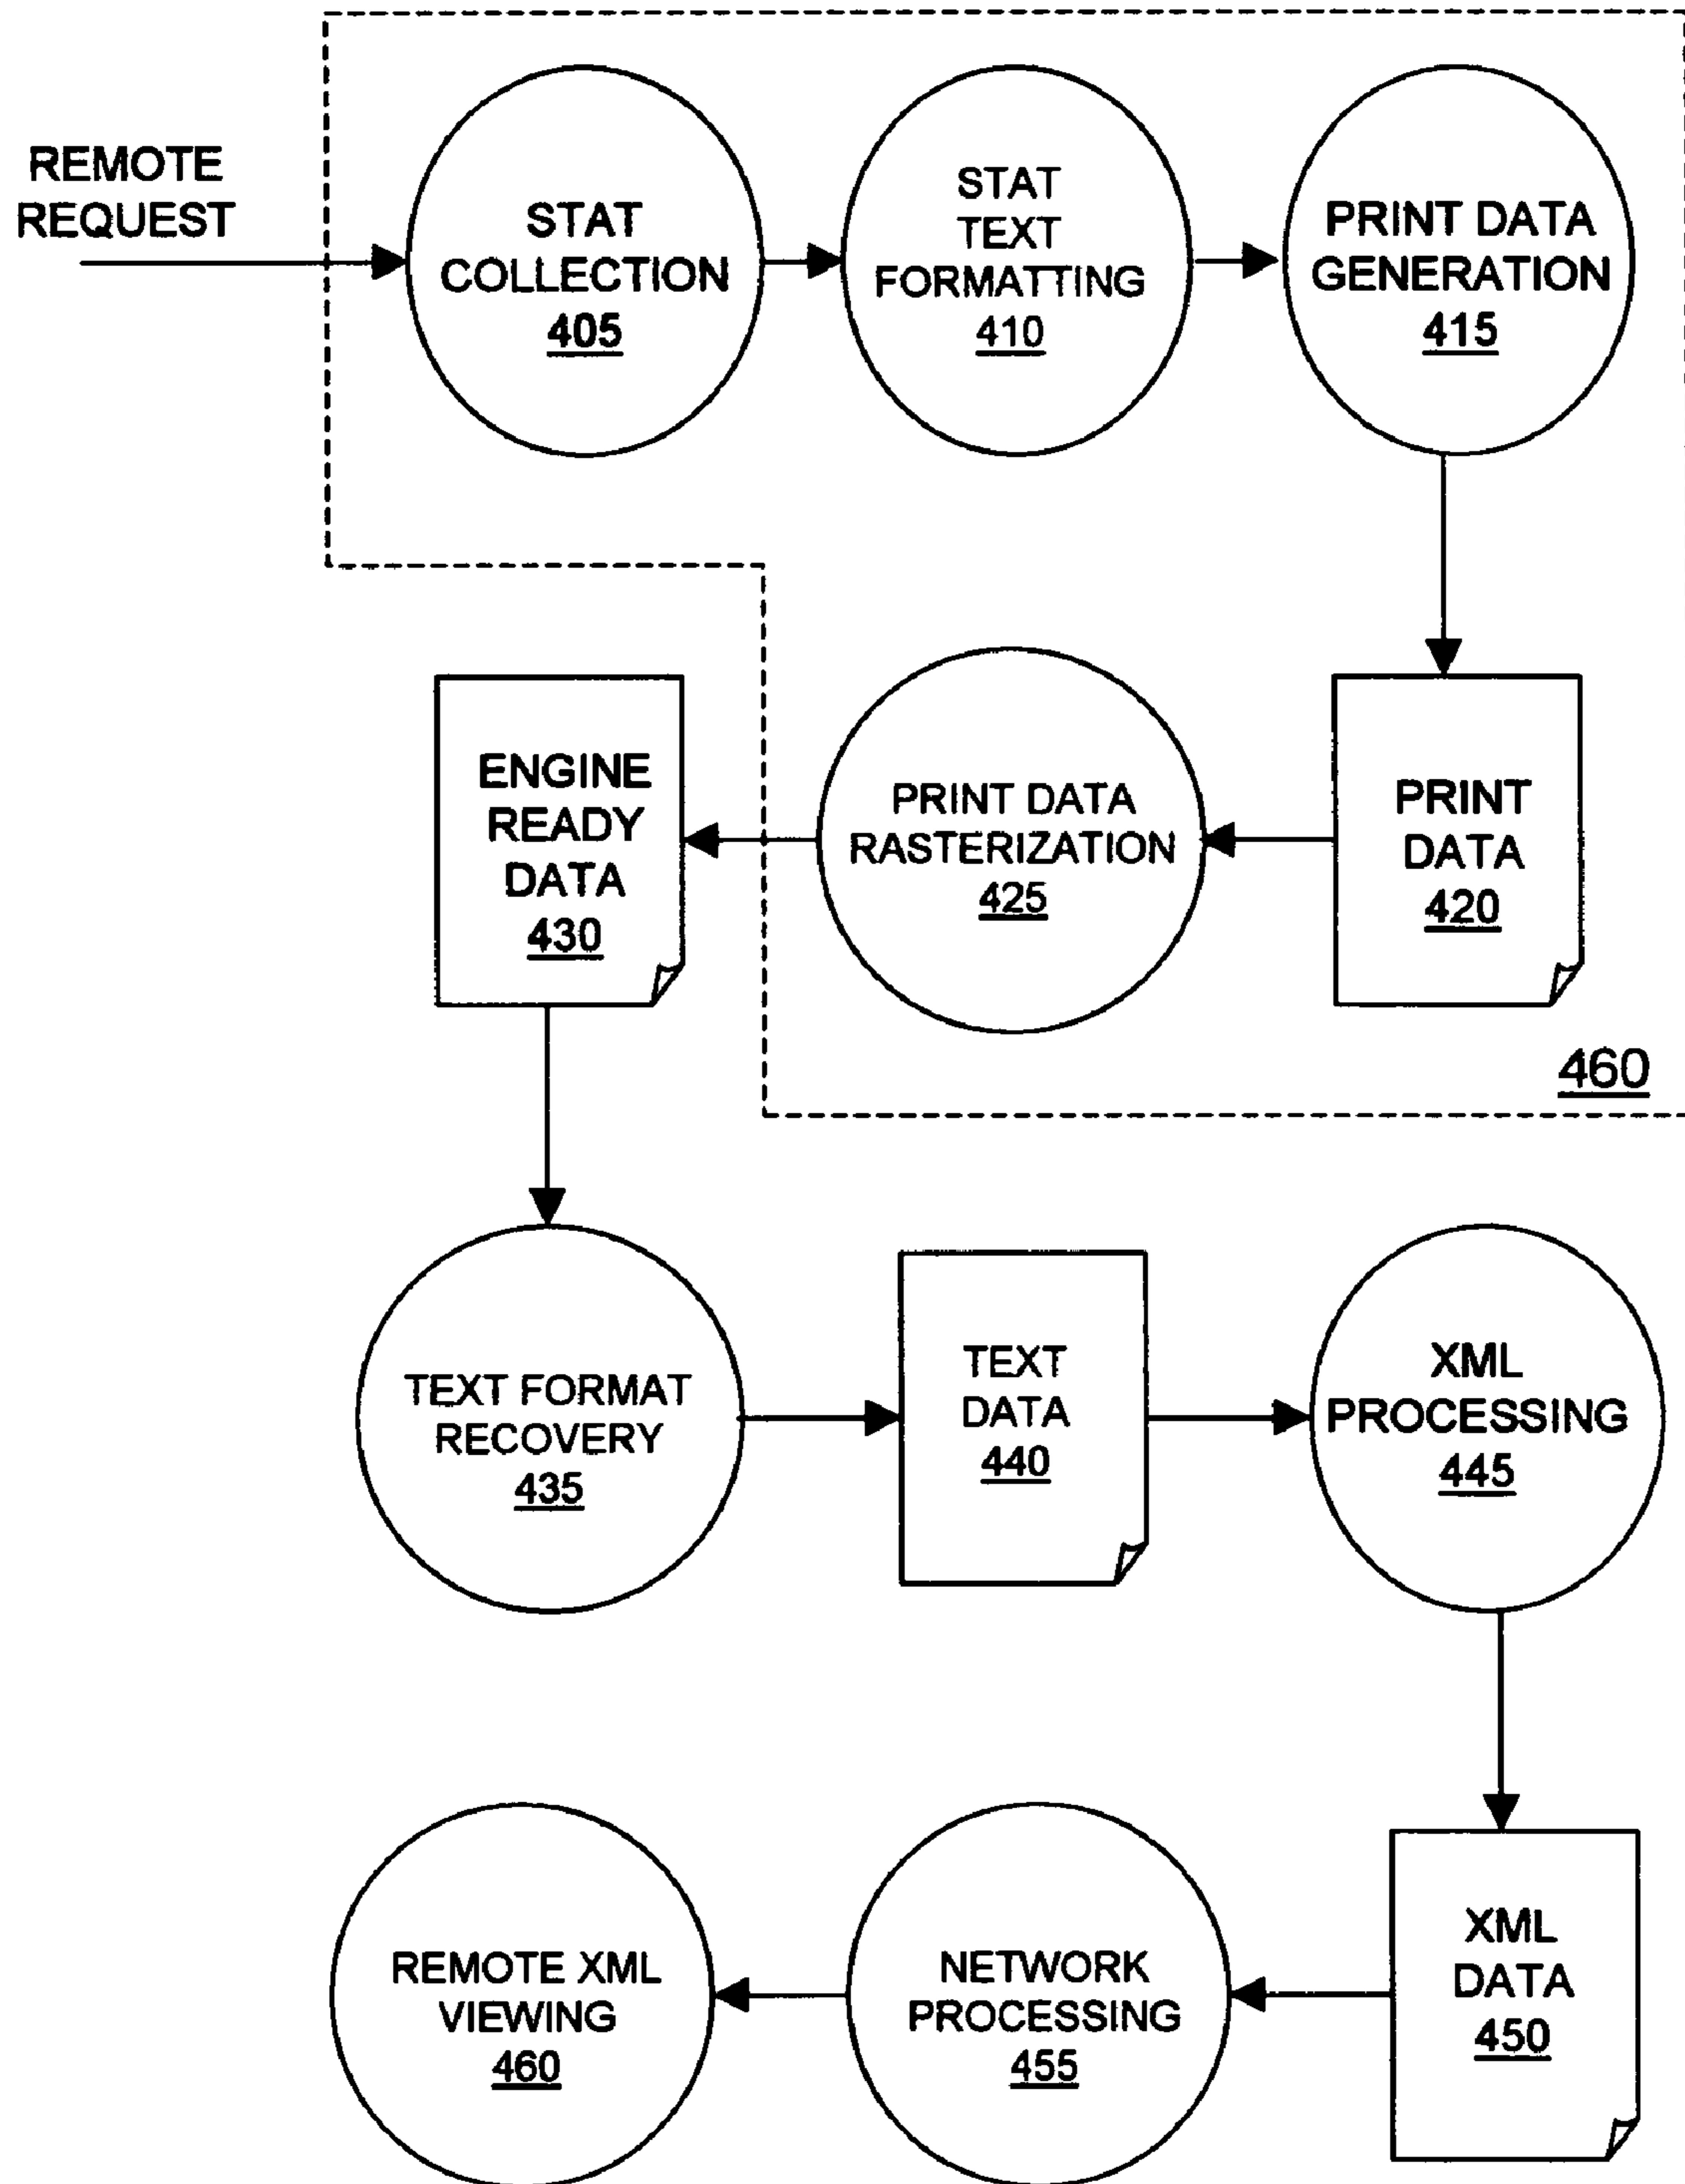 REMOTE
REQUEST
STAT
COLLECTION
405
STAT
TEXT
FORMATTING
410
PRINT DATA
GENERATION
415
ENGINE
READY
DATA
430
PRINT DATA
RASTERIZATION
425
PRINT
DATA
420
460
TEXT FORMAT
RECOVERY
435
TEXT
DATA
440
XML
PROCESSING
445
REMOTE XML
VIEWING
460
NETWORK
PROCESSING
455
XML
DATA
450